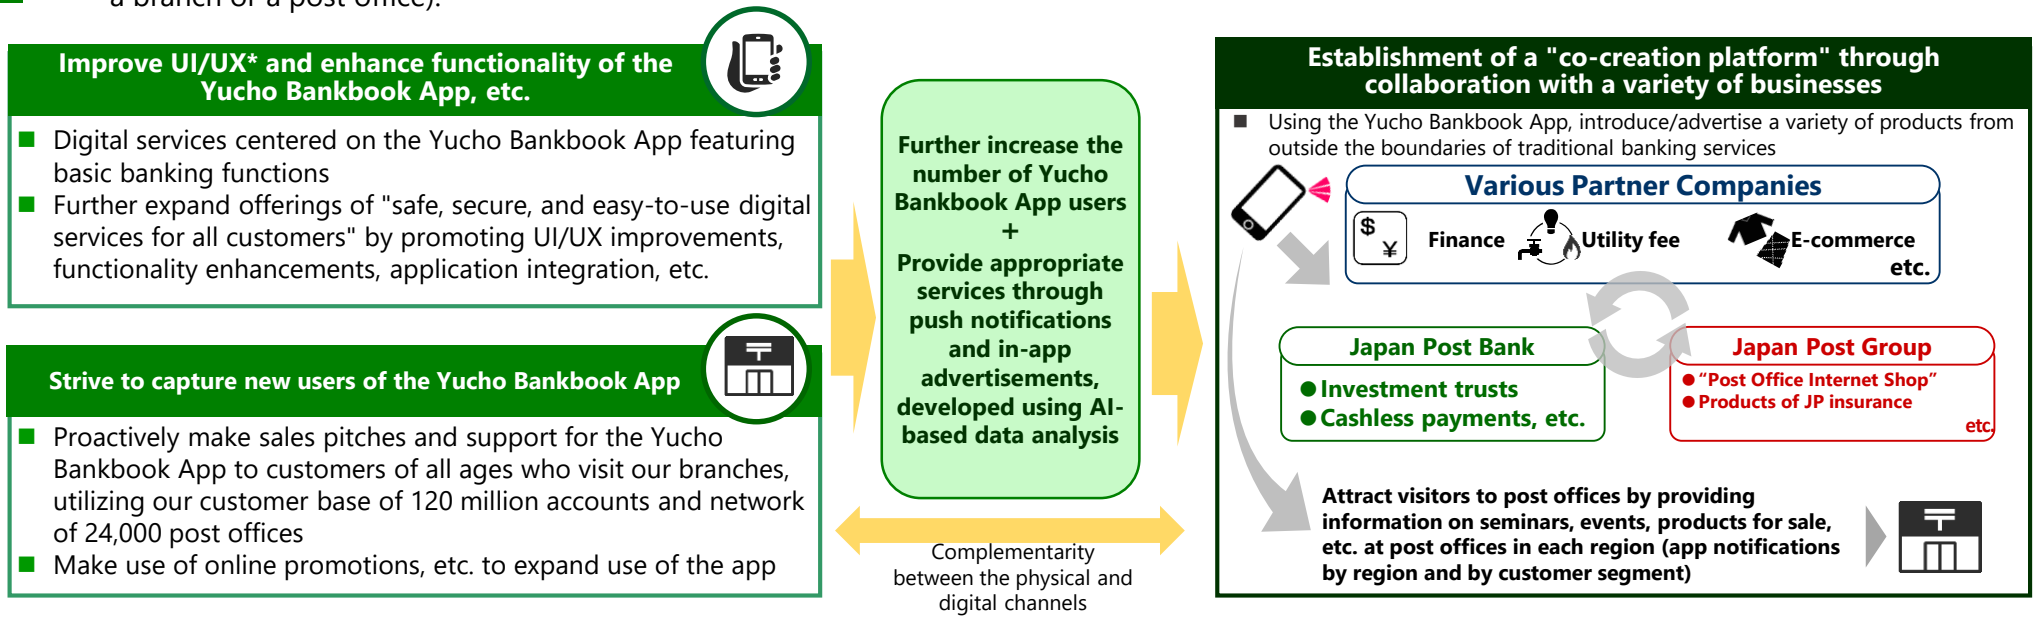 a branch or a post office).
Improve UI/UX* and enhance functionality of the
Yucho Bankbook App, etc.
Digital services centered on the Yucho Bankbook App featuring
basic banking functions
Further expand offerings of "safe, secure, and easy-to-use digital
services for all customers" by promoting UI/UX improvements,
functionality enhancements, application integration, etc.
Strive to capture new users of the Yucho Bankbook App
Proactively make sales pitches and support for the Yucho
Bankbook App to customers of all ages who visit our branches,
utilizing our customer base of 120 million accounts and network
of 24,000 post offices
Make use of online promotions, etc. to expand use of the app
Further increase the
number of Yucho
Bankbook App users
+
Provide appropriate
services through
push notifications
and in-app
advertisements,
developed using AI-
based data analysis
Complementarity
between the physical and
digital channels
Establishment of a "co-creation platform" through
collaboration with a variety of businesses
Using the Yucho Bankbook App, introduce/advertise a variety of products from
outside the boundaries of traditional banking services
Various Partner Companies
$ ¥
Finance
Utility fee
E-commerce
etc.
Japan Post Bank
●Investment trusts
●Cashless payments, etc.
Japan Post Group
●“Post Office Internet Shop”
●Products of JP insurance
etc.
Attract visitors to post offices by providing
information on seminars, events, products for sale,
etc. at post offices in each region (app notifications
by region and by customer segment)